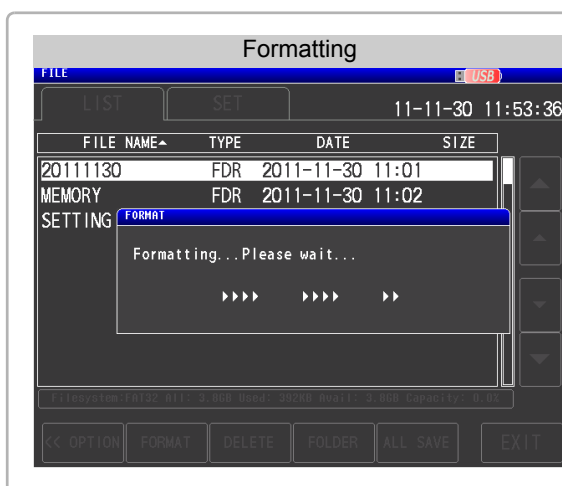 Formatting
FILE USB
LIST SET 11-11-30 11:53:36
FILE NAME TYPE DATE SIZE
20111130 FDR 2011-11-30 11:01
MEMORY FDR 2011-11-30 11:02
SETTING
FORMAT
Formatting...Please wait...
Filesystem:FAT32 All: 3.8GB Used: 392KB Avail: 3.8GB Capacity: 0.0%
<< OPTION FORMAT DELETE FOLDER ALL SAVE EXIT